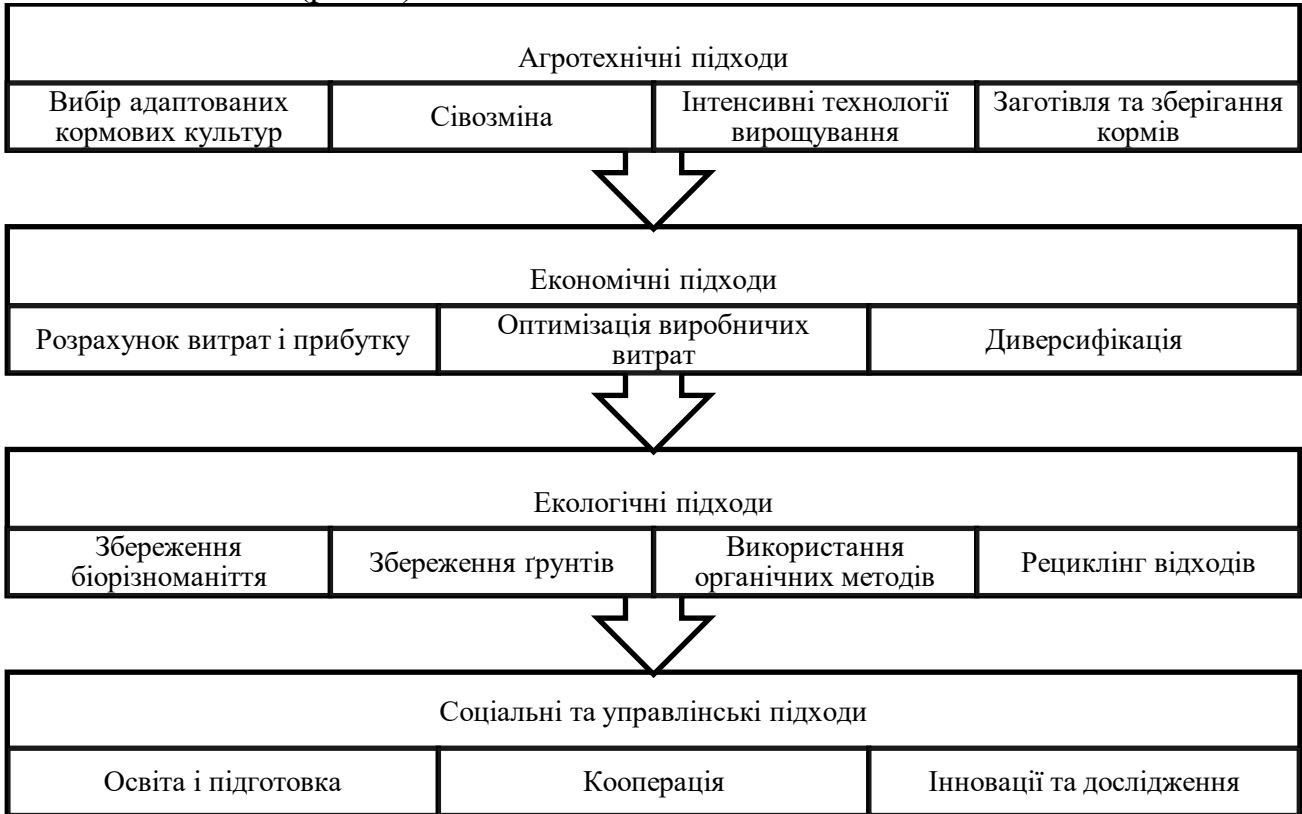 Агротехнічні підходи
Вибір адаптованих
кормових культур
Сівозміна
Інтенсивні технології
вирощування
Заготівля та зберігання
кормів
Економічні підходи
Розрахунок витрат і прибутку
Оптимізація виробничих
витрат
Диверсифікація
Екологічні підходи
Збереження
біорізноманіття
Збереження ґрунтів
Використання
органічних методів
Рециклінг відходів
Соціальні та управлінські підходи
Освіта і підготовка
Кооперація
Інновації та дослідження